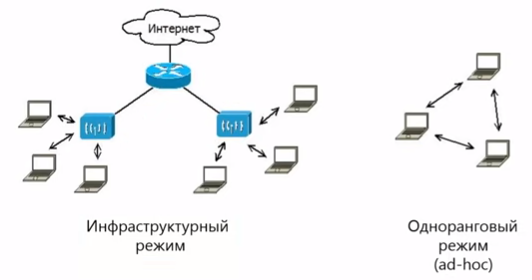 Интернет
Инфраструктурный
режим
Одноранговый
режим
(ad-hoc)